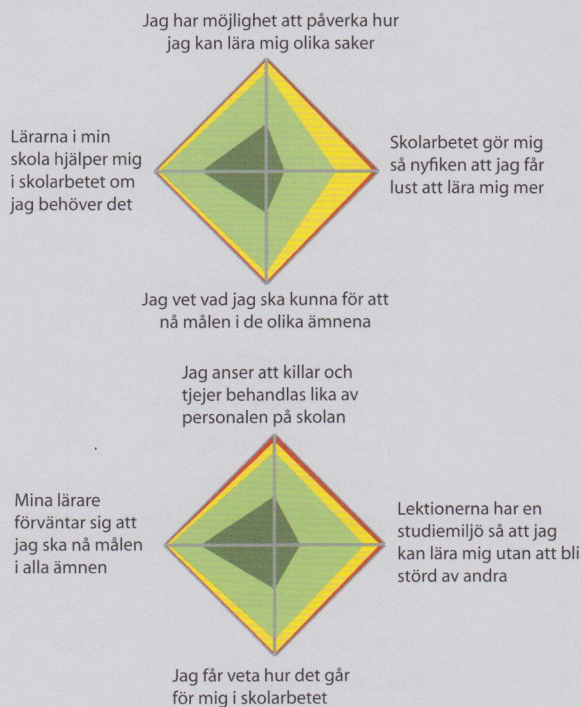 Jag har möjlighet att påverka hur
jag kan lära mig olika saker
Lärarna i min
skola hjälper mig
i skolarbetet om
jag behöver det
Skolarbetet gör mig
så nyfiken att jag får
lust att lära mig mer
Jag vet vad jag ska kunna för att
nå målen i de olika ämnena
Jag anser att killar och
tjejer behandlas lika av
personalen på skolan
Mina lärare
förväntar sig att
jag ska nå målen
i alla ämnen
Lektionerna har en
studiemiljö så att jag
kan lära mig utan att bli
störd av andra
Jag får veta hur det går
för mig i skolarbetet